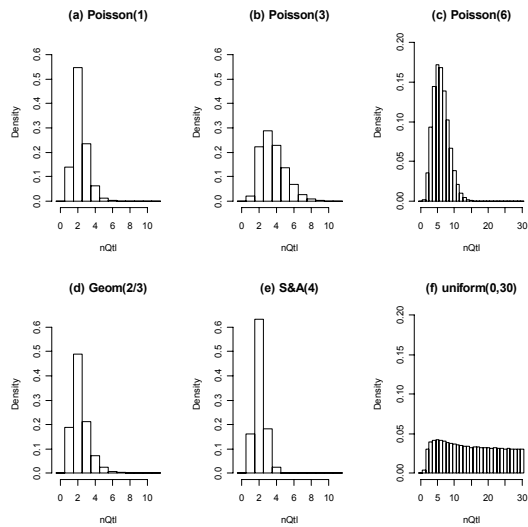 (a) Poisson(1)
(b) Poisson(3)
(c) Poisson(6)
Density
0.0 0.1 0.2 0.3 0.4 0.5 0.6
0 2 4 6 8 10
nQtl
Density
0.0 0.1 0.2 0.3 0.4 0.5 0.6
0 2 4 6 8 10
nQtl
Density
0.00 0.05 0.10 0.15 0.20
0 5 10 20 30
nQtl
(d) Geom(2/3)
(e) S&A(4)
(f) uniform(0,30)
Density
0.0 0.1 0.2 0.3 0.4 0.5 0.6
0 2 4 6 8 10
nQtl
Density
0.0 0.1 0.2 0.3 0.4 0.5 0.6
0 2 4 6 8 10
nQtl
Density
0.00 0.05 0.10 0.15 0.20
0 5 10 20 30
nQtl